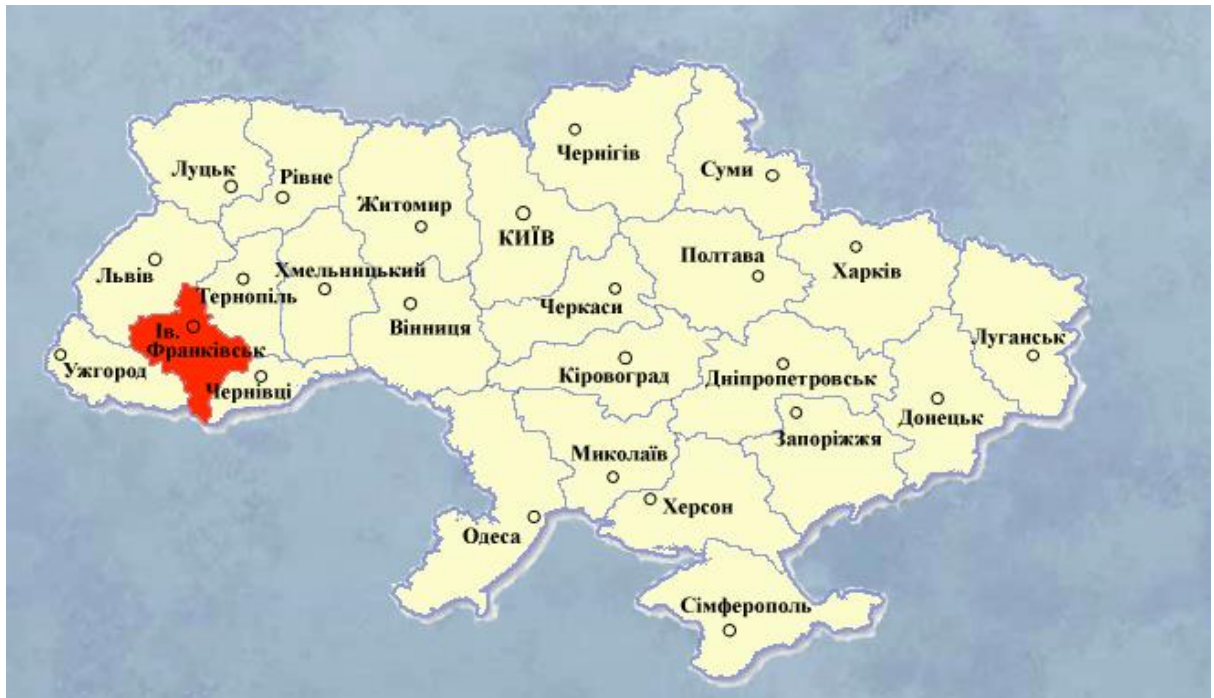 Чернігів
Суми
Луцьк
Рівне
Житомир
КИЇВ
Полтава
Харків
Львів
Хмельницький
Тернопіль
Черкаси
Вінниця
Ів.
Франківськ
Луганськ
Ужгород
Чернівці
Кіровоград
Дніпропетровськ
Донецьк
Запоріжжя
Миколаїв
Херсон
Одеса
Сімферополь